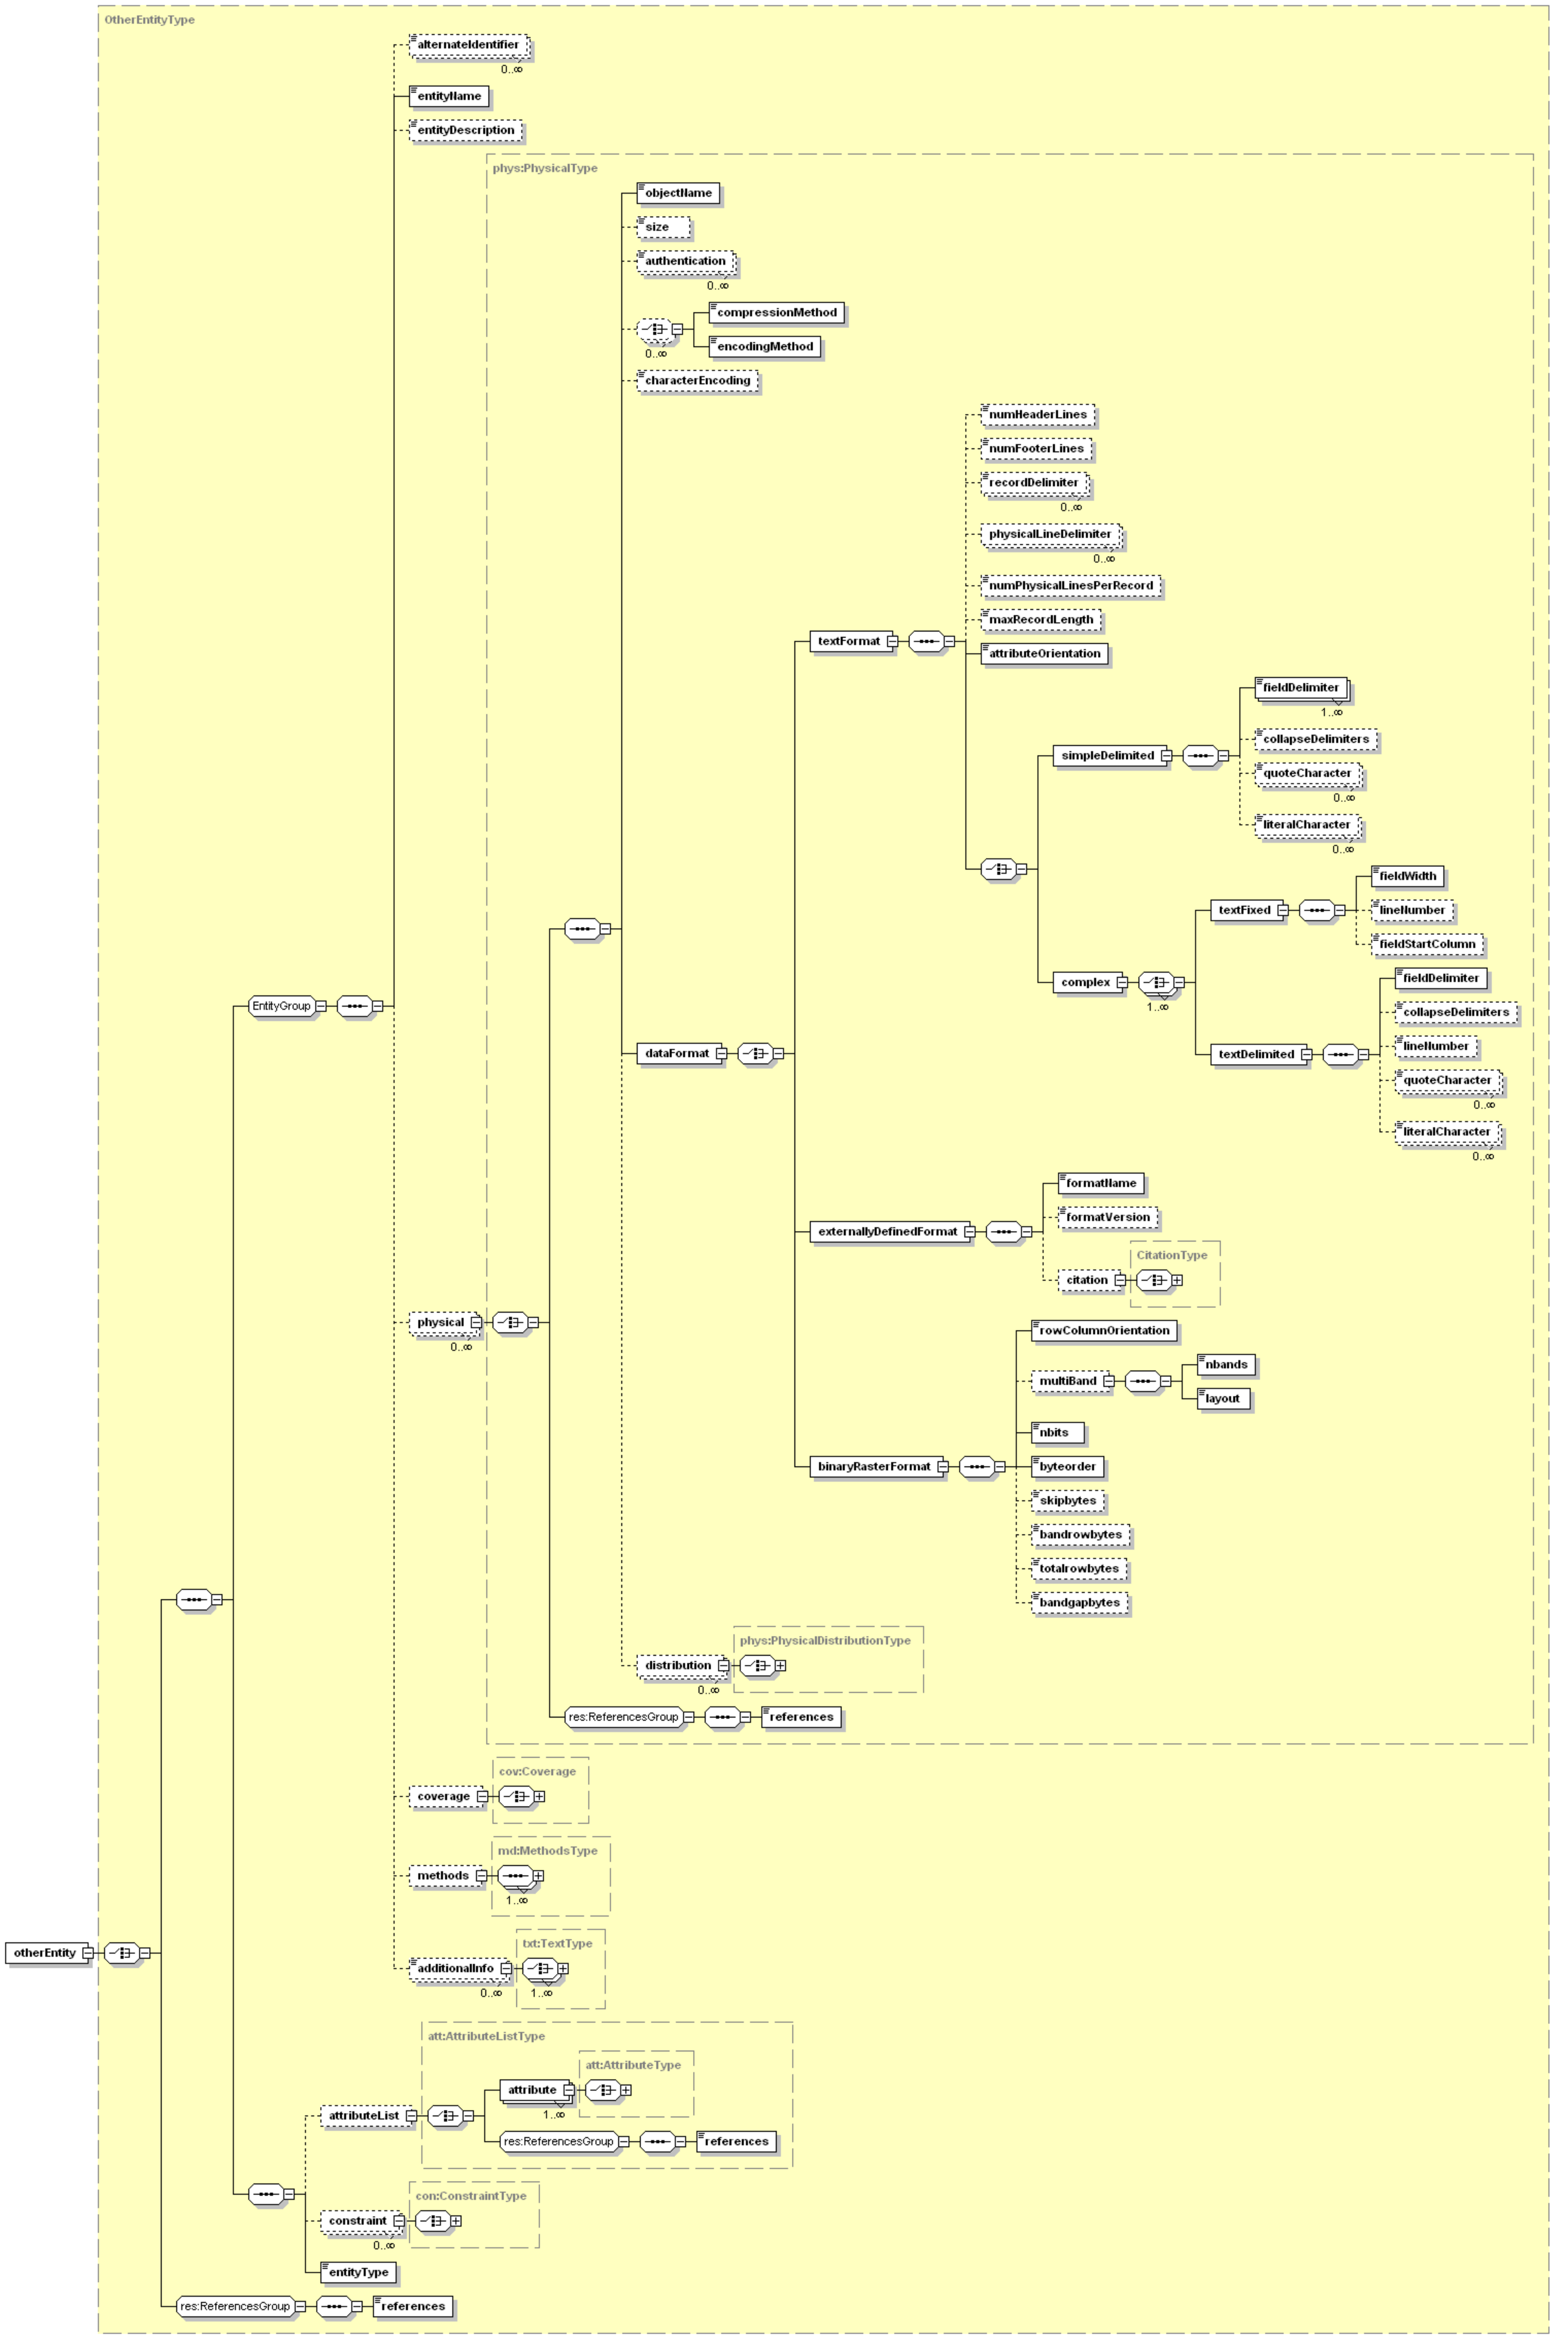 OtherEntityType
alternateIdentifier
0..∞
entityName
entityDescription
phys:PhysicalType
objectName
size
authentication
0..∞
compressionMethod
0..∞
encodingMethod
characterEncoding
numHeaderLines
numFooterLines
recordDelimiter
0..∞
physicalLineDelimiter
0..∞
numPhysicalLinesPerRecord
maxRecordLength
textFormat
attributeOrientation
fieldDelimiter
1..∞
collapseDelimiters
simpleDelimited
quoteCharacter
0..∞
literalCharacter
0..∞
fieldWidth
textFixed
lineNumber
fieldStartColumn
complex
1..∞
fieldDelimiter
EntityGroup
collapseDelimiters
lineNumber
dataFormat
textDelimited
quoteCharacter
0..∞
literalCharacter
0..∞
formatName
formatVersion
externallyDefinedFormat
CitationType
citation
physical
0..∞
rowColumnOrientation
nbands
multiBand
layout
nbits
binaryRasterFormat
byteorder
skipbytes
bandrowbytes
totalrowbytes
bandgapbytes
phys:PhysicalDistributionType
distribution
0..∞
res:ReferencesGroup
references
cov:Coverage
coverage
md:MethodsType
methods
1..∞
txt:TextType
otherEntity
additionalInfo
0..∞
1..∞
att:AttributeListType
att:AttributeType
attribute
1..∞
attributeList
res:ReferencesGroup
references
con:ConstraintType
constraint
0..∞
entityType
res:ReferencesGroup
references